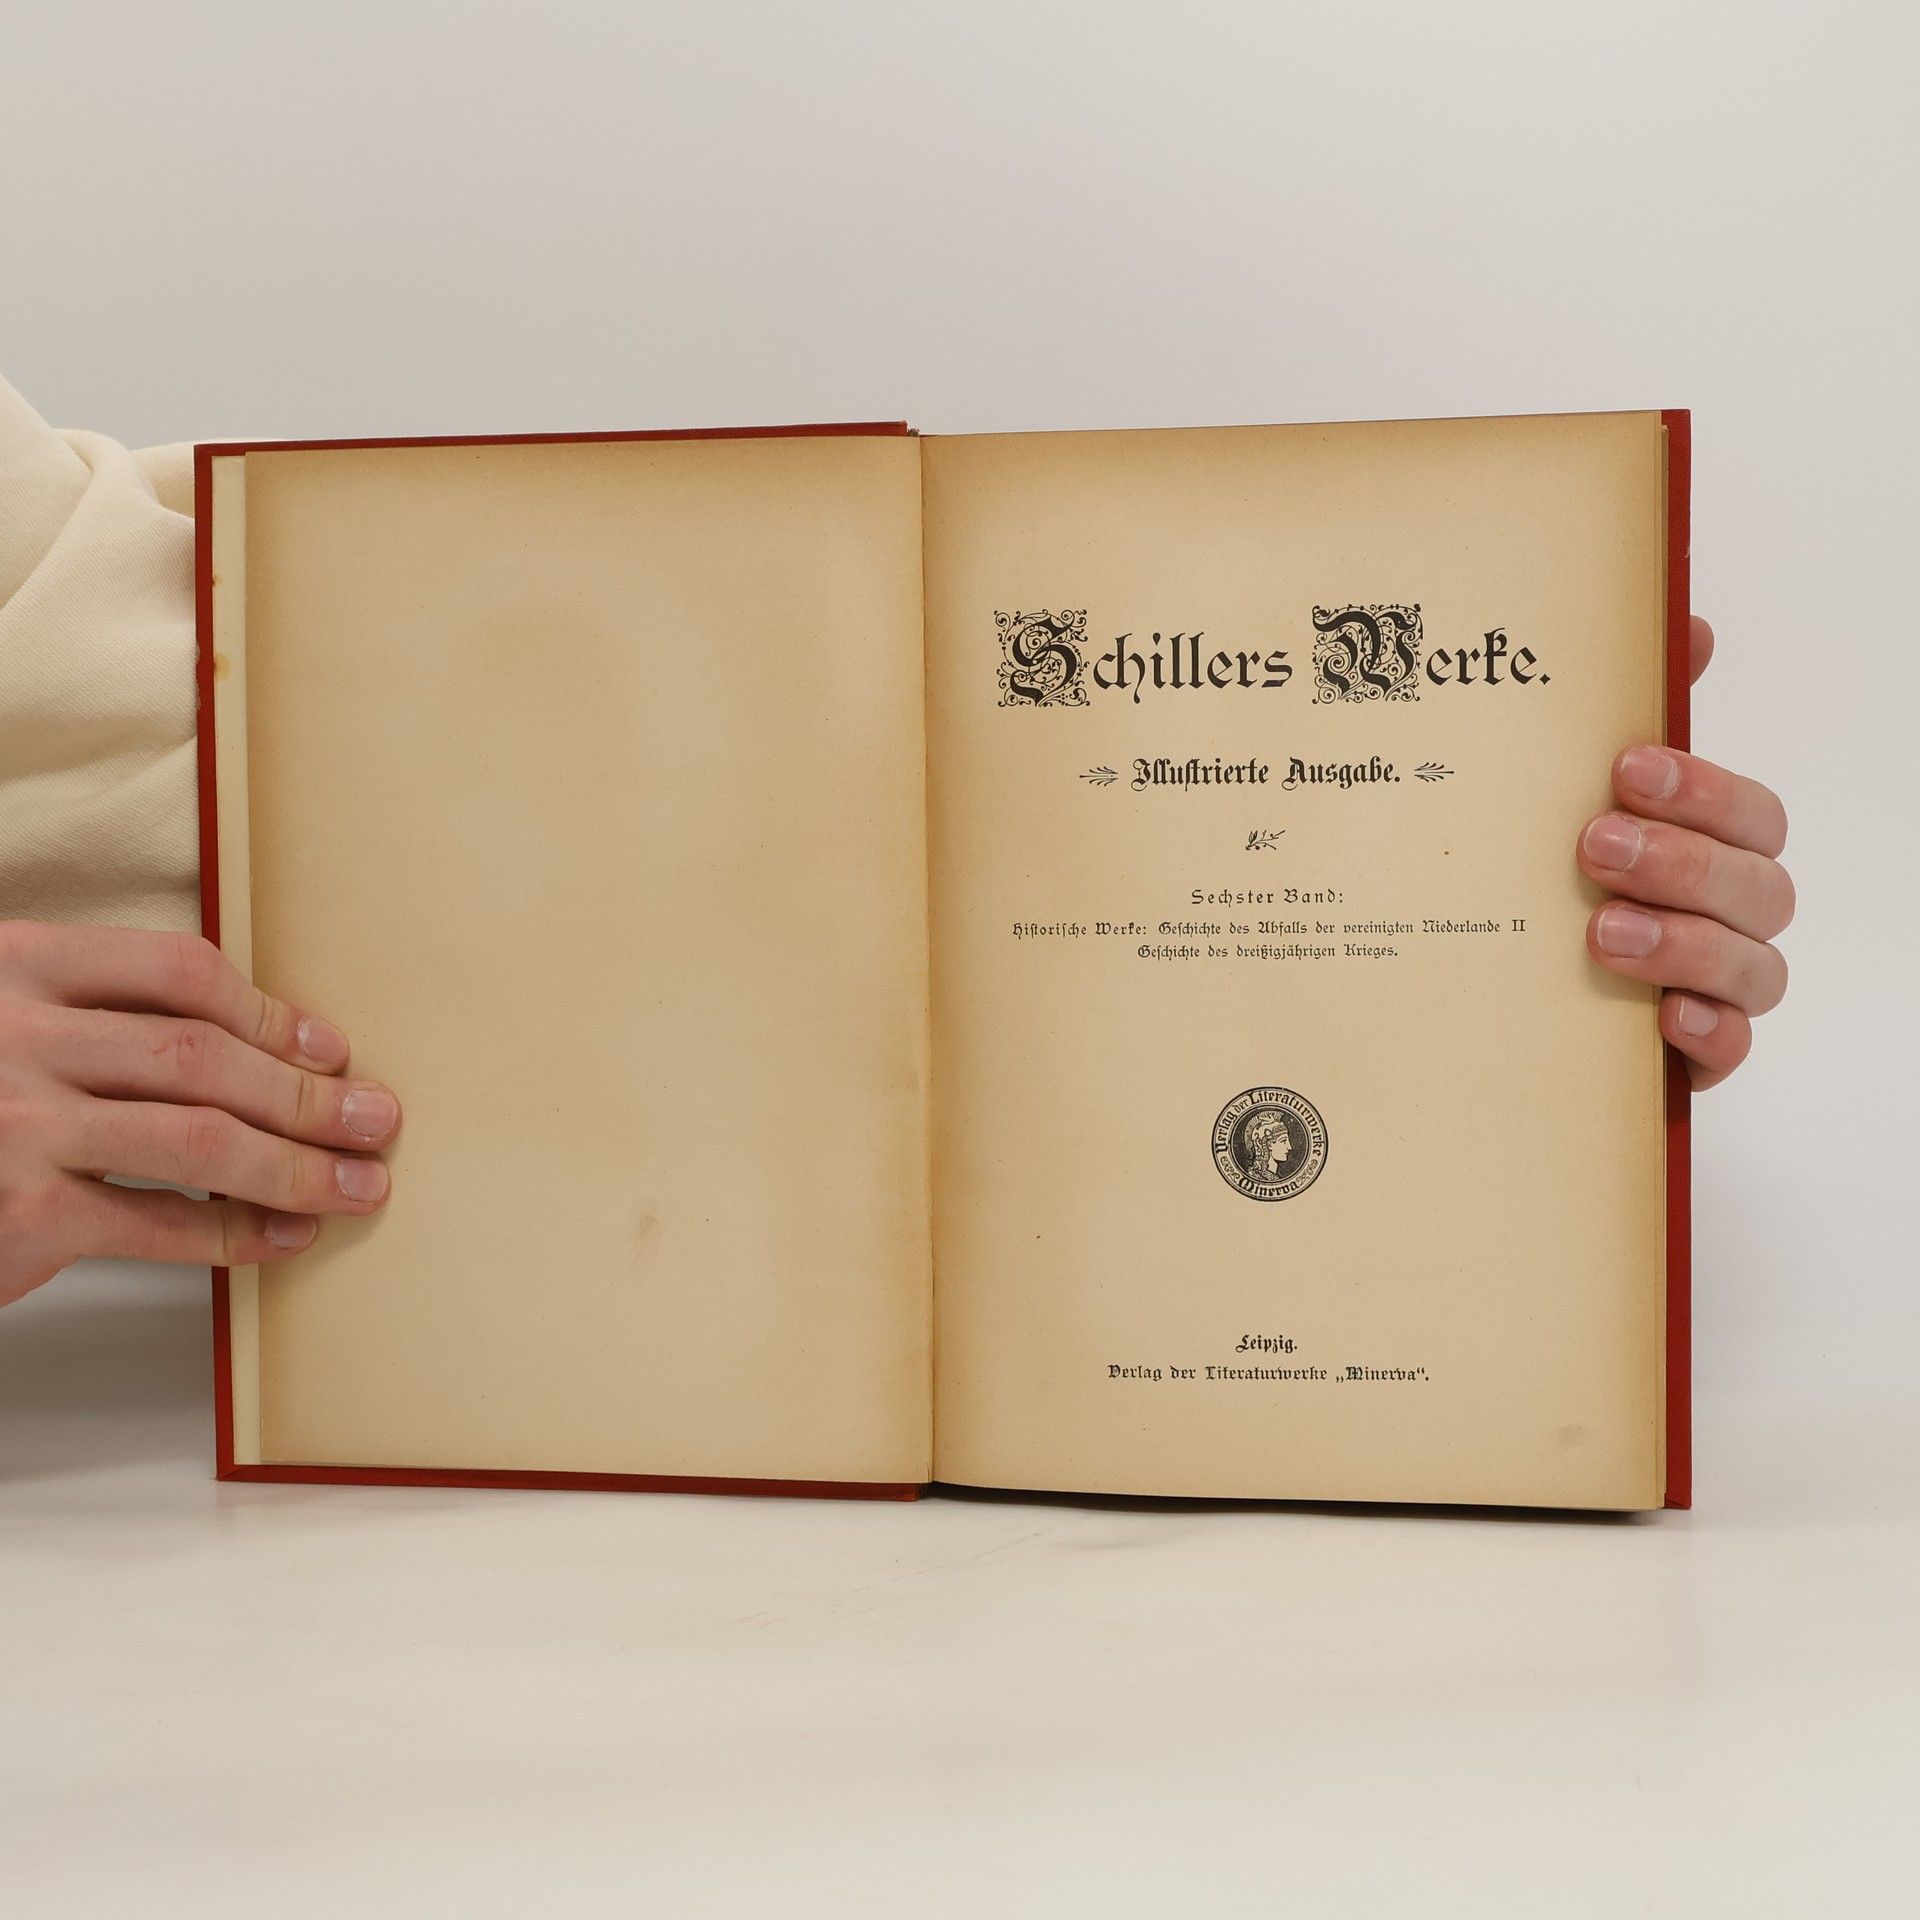 Schillers Werke.
Illustrierte Ausgabe.
Sechster Band:
Historische Werke: Geschichte des Abfalls der vereinigten Niederlande II
Geschichte des dreißigjährigen Krieges.
Verlag der Literaturwerke
Minerva
Leipzig.
Verlag der Literaturwerke „Minerva“.